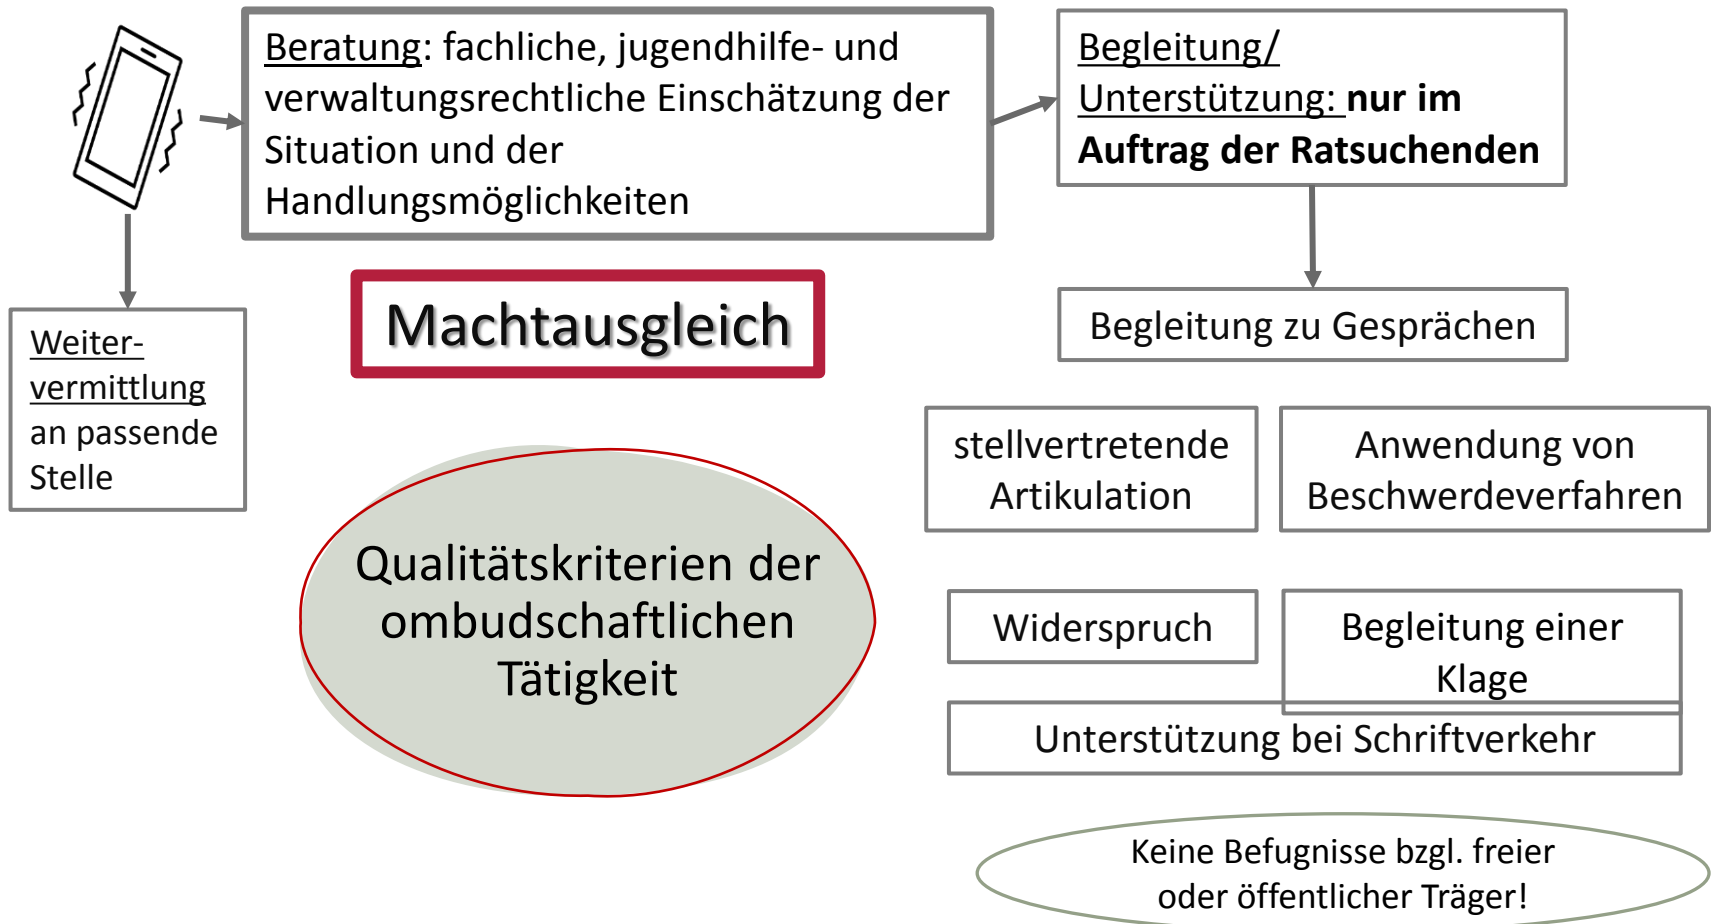 Beratung: fachliche, jugendhilfe- und
verwaltungsrechtliche Einschätzung der
Situation und der
Handlungsmöglichkeiten
Begleitung/
Unterstützung: nur im
Auftrag der Ratsuchenden
Weiter-
vermittlung
an passende
Stelle
Machtausgleich
Begleitung zu Gesprächen
stellvertretende
Artikulation
Anwendung von
Beschwerdeverfahren
Qualitätskriterien der
ombudschaftlichen
Tätigkeit
Widerspruch
Begleitung einer
Klage
Unterstützung bei Schriftverkehr
Keine Befugnisse bzgl. freier
oder öffentlicher Träger!